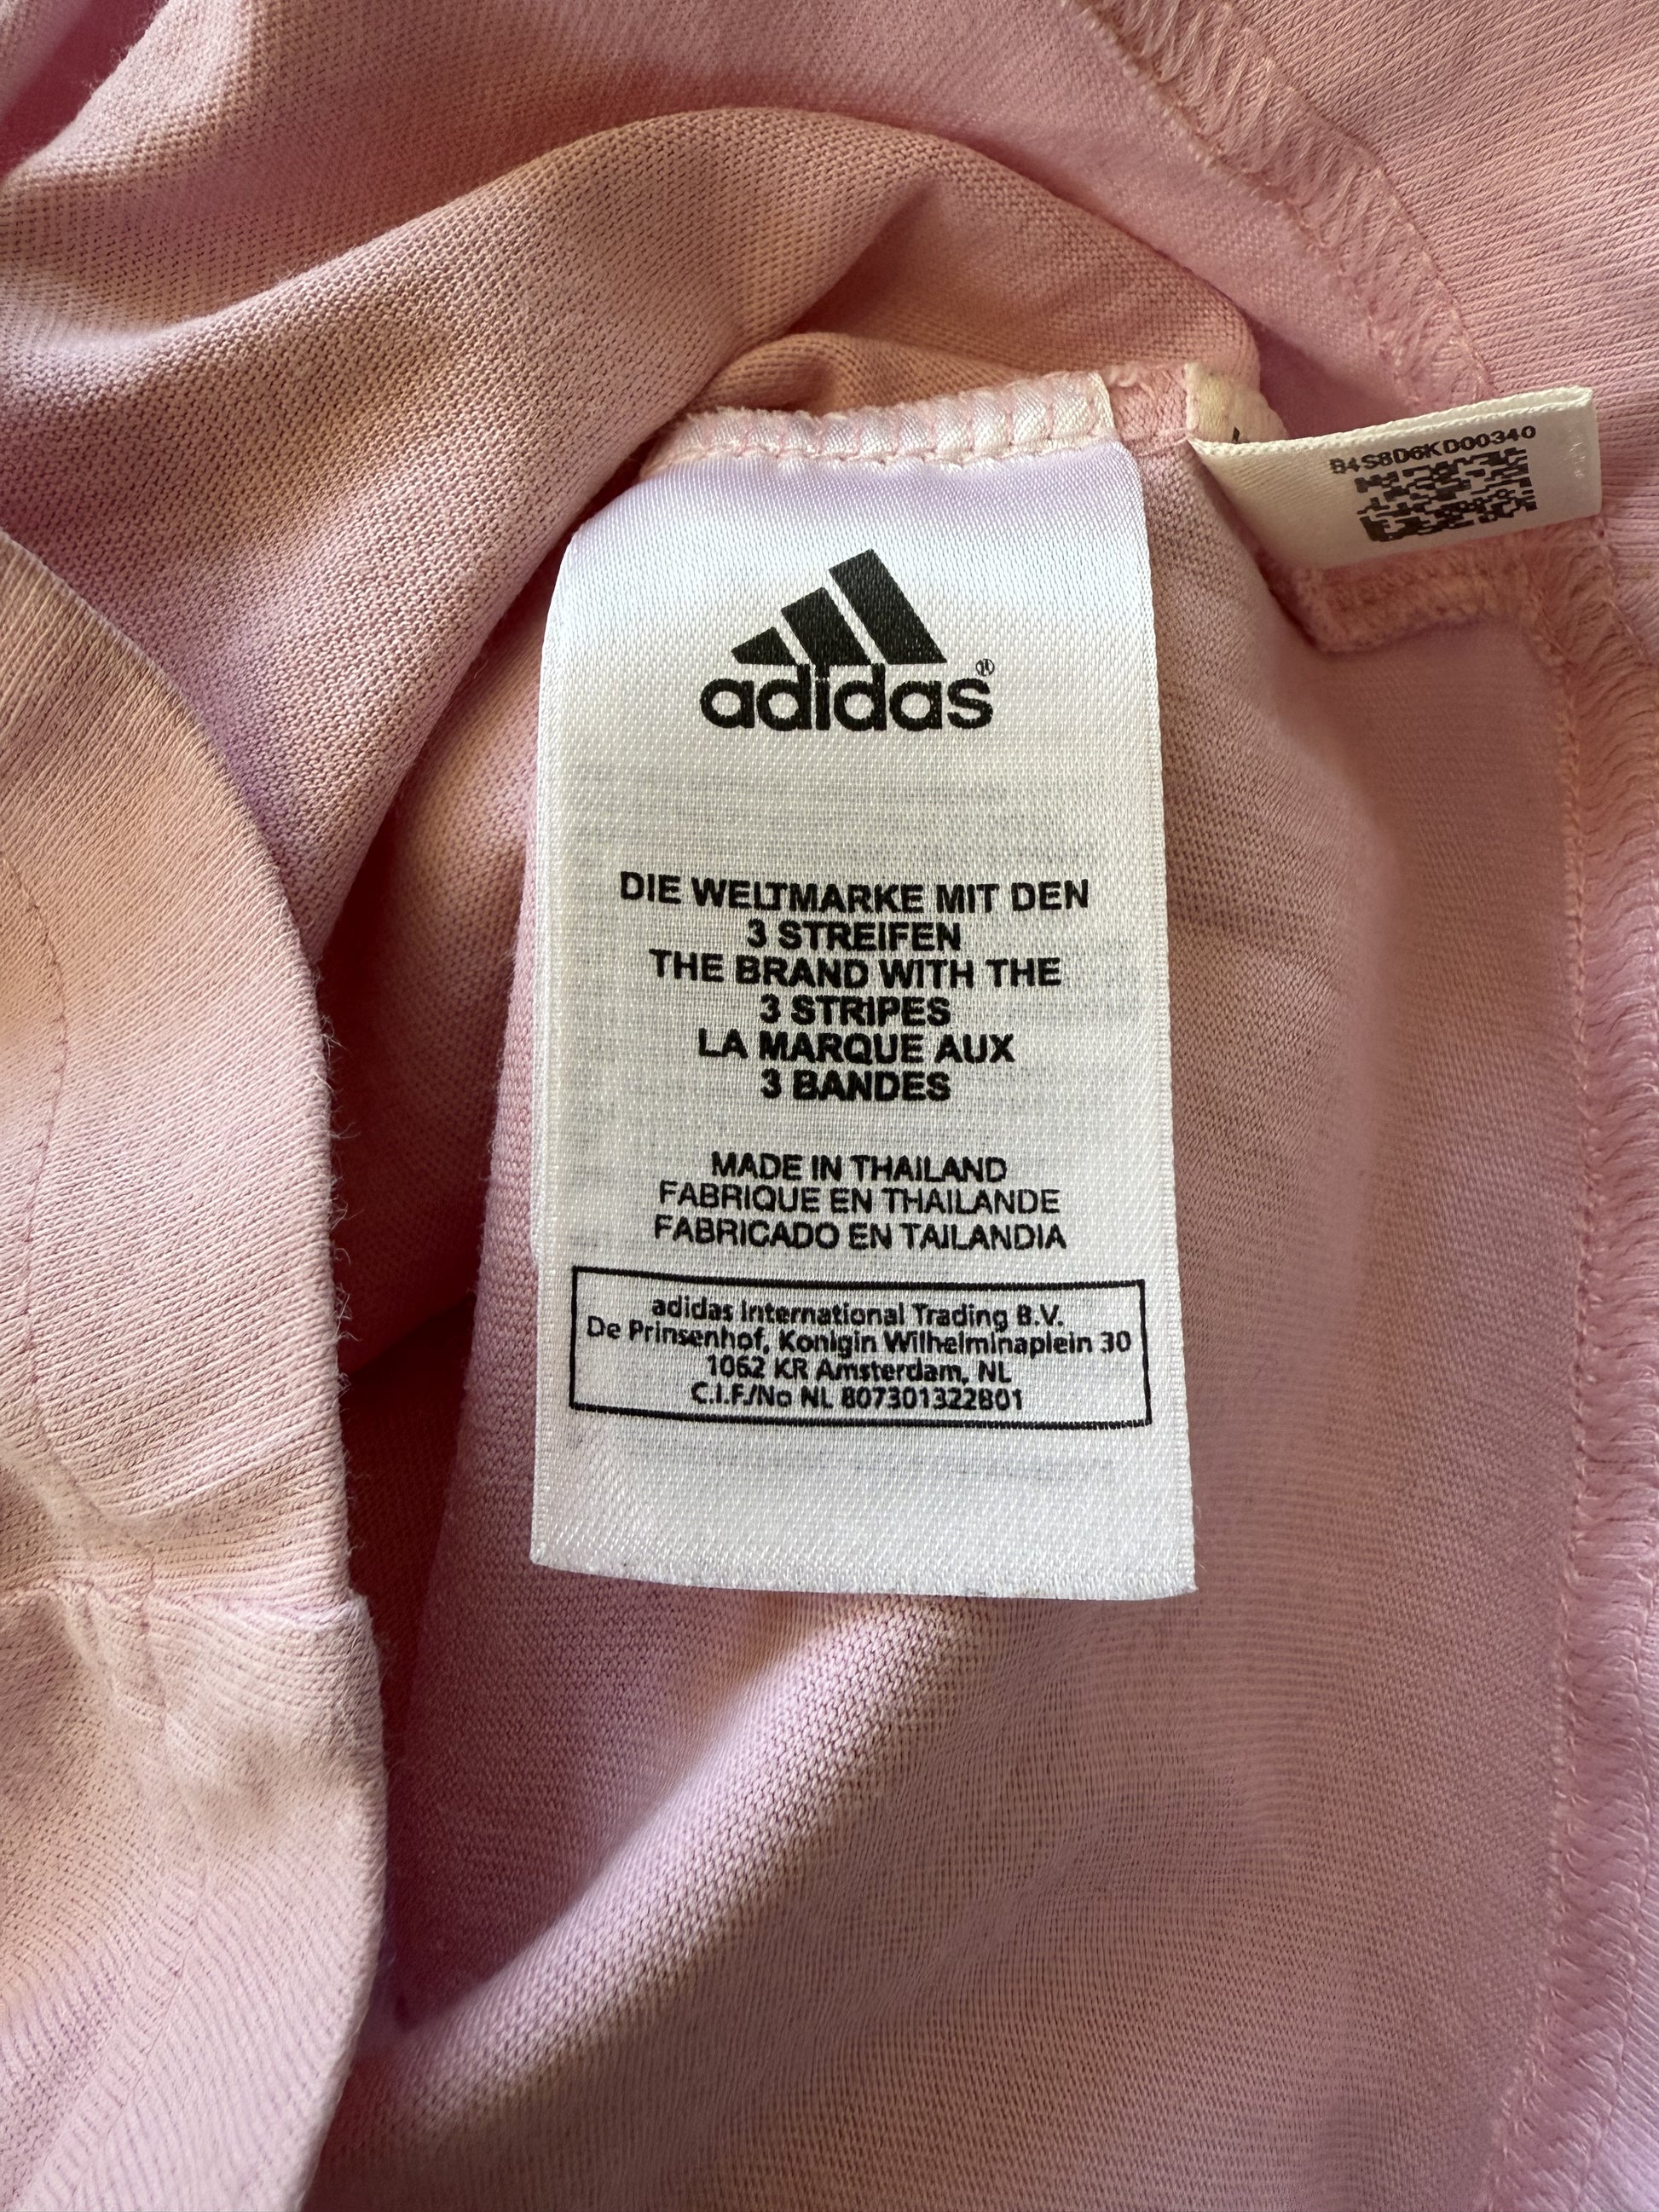 B4S8D6KD00340
adidas®
DIE WELTMARKE MIT DEN
3 STREIFEN
THE BRAND WITH THE
3 STRIPES
LA MARQUE AUX
3 BANDES
MADE IN THAILAND
FABRIQUE EN THAILANDE
FABRICADO EN TAILANDIA
adidas International Trading B.V.
De Prinsenhof, Konigin Wilhelminaplein 30
1062 KR Amsterdam, NL
C.I.F./No NL 807301322B01